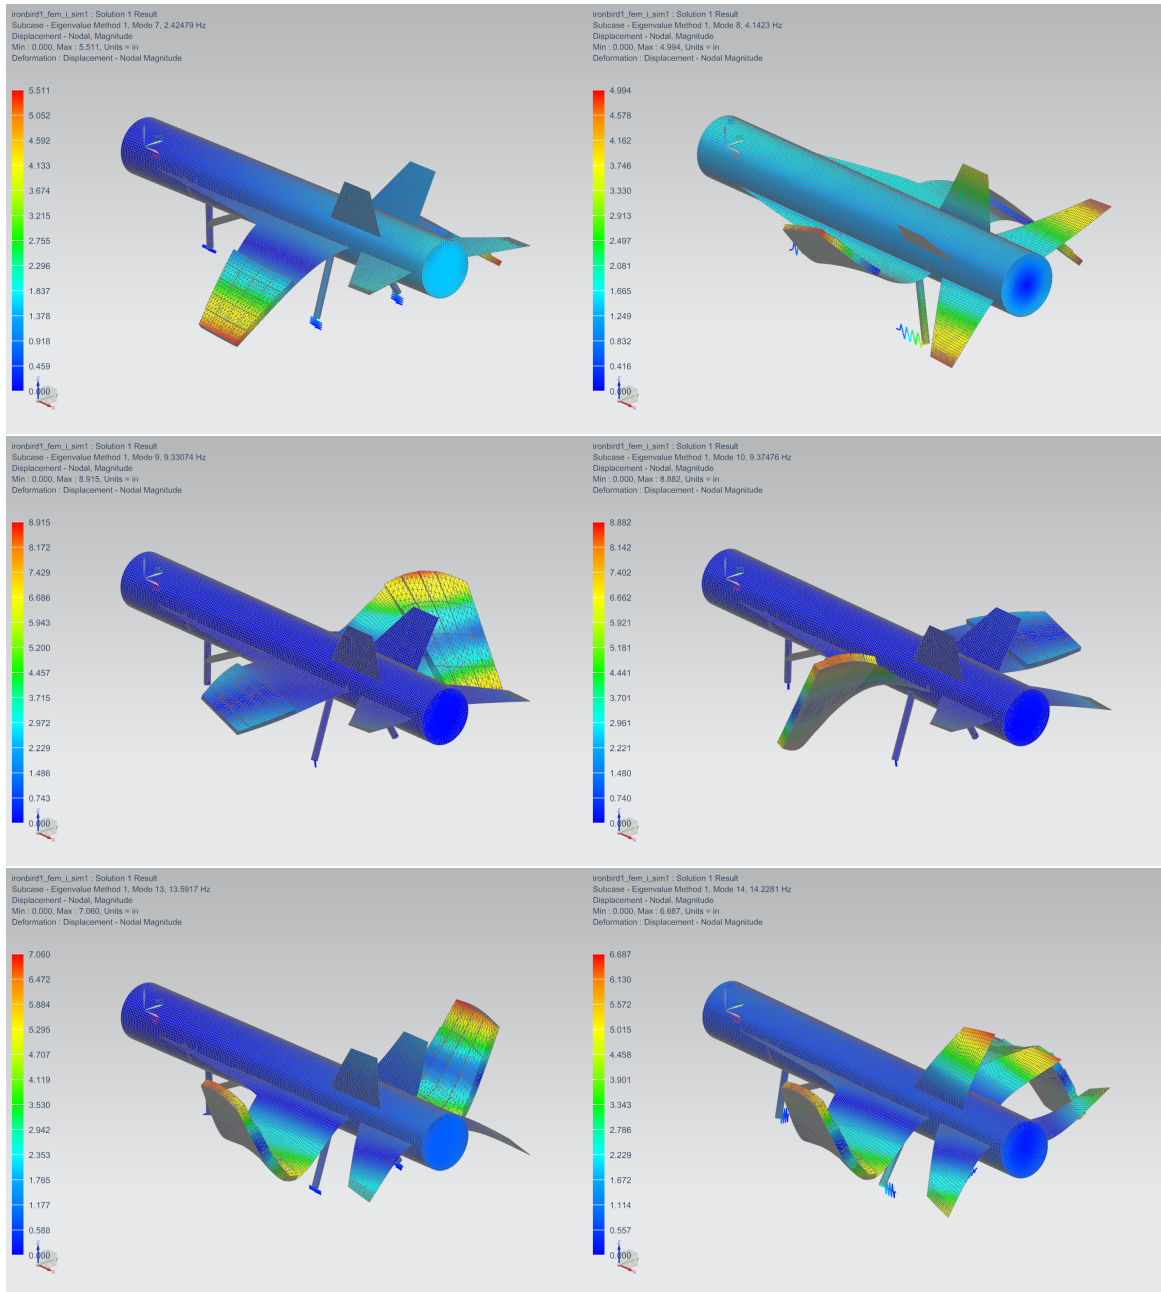 ironbird1_fem_i_sim1 : Solution 1 Result
Subcase - Eigenvalue Method 1, Mode 7, 2.42479 Hz
Displacement - Nodal, Magnitude
Min : 0.000, Max : 5.511, Units = in
Deformation : Displacement - Nodal Magnitude
5.511
5.052
4.592
4.133
3.674
3.215
2.755
2.296
1.837
1.378
0.918
0.459
0.000
ironbird1_fem_i_sim1 : Solution 1 Result
Subcase - Eigenvalue Method 1, Mode 8, 4.1423 Hz
Displacement - Nodal, Magnitude
Min : 0.000, Max : 4.994, Units = in
Deformation : Displacement - Nodal Magnitude
4.994
4.578
4.162
3.746
3.330
2.913
2.497
2.081
1.665
1.249
0.832
0.416
0.000
ironbird1_fem_i_sim1 : Solution 1 Result
Subcase - Eigenvalue Method 1, Mode 9, 9.33074 Hz
Displacement - Nodal, Magnitude
Min : 0.000, Max : 8.915, Units = in
Deformation : Displacement - Nodal Magnitude
8.915
8.172
7.429
6.686
5.943
5.200
4.457
3.715
2.972
2.229
1.486
0.743
0.000
ironbird1_fem_i_sim1 : Solution 1 Result
Subcase - Eigenvalue Method 1, Mode 10, 9.37476 Hz
Displacement - Nodal, Magnitude
Min : 0.000, Max : 8.882, Units = in
Deformation : Displacement - Nodal Magnitude
8.882
8.142
7.402
6.662
5.921
5.181
4.441
3.701
2.961
2.221
1.480
0.740
0.000
ironbird1_fem_i_sim1 : Solution 1 Result
Subcase - Eigenvalue Method 1, Mode 13, 13.5917 Hz
Displacement - Nodal, Magnitude
Min : 0.000, Max : 7.060, Units = in
Deformation : Displacement - Nodal Magnitude
7.060
6.472
5.884
5.295
4.707
4.119
3.530
2.942
2.353
1.765
1.177
0.588
0.000
ironbird1_fem_i_sim1 : Solution 1 Result
Subcase - Eigenvalue Method 1, Mode 14, 14.2281 Hz
Displacement - Nodal, Magnitude
Min : 0.000, Max : 6.687, Units = in
Deformation : Displacement - Nodal Magnitude
6.687
6.130
5.572
5.015
4.458
3.901
3.343
2.786
2.229
1.672
1.114
0.557
0.000